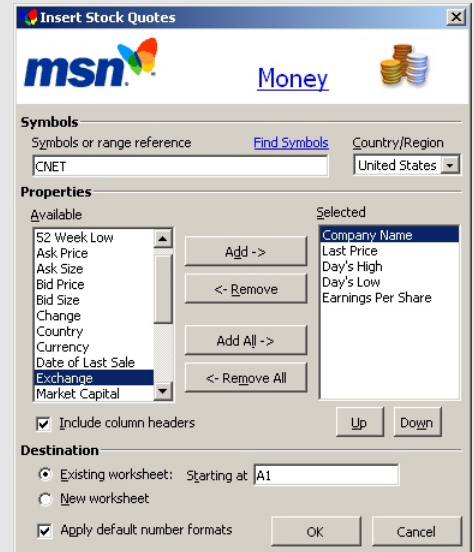 Insert Stock Quotes
msn
Money
Symbols
Symbols or range reference Find Symbols Country/Region
CNET United States
Properties
Available
52 Week Low
Ask Price
Ask Size
Bid Price
Bid Size
Change
Country
Currency
Date of Last Sale
Exchange
Market Capital
Add ->
<- Remove
Add All ->
<- Remove All
Selected
Company Name
Last Price
Day's High
Day's Low
Earnings Per Share
Include column headers
Up Down
Destination
Existing worksheet: Starting at A1
New worksheet
Apply default number formats
OK Cancel